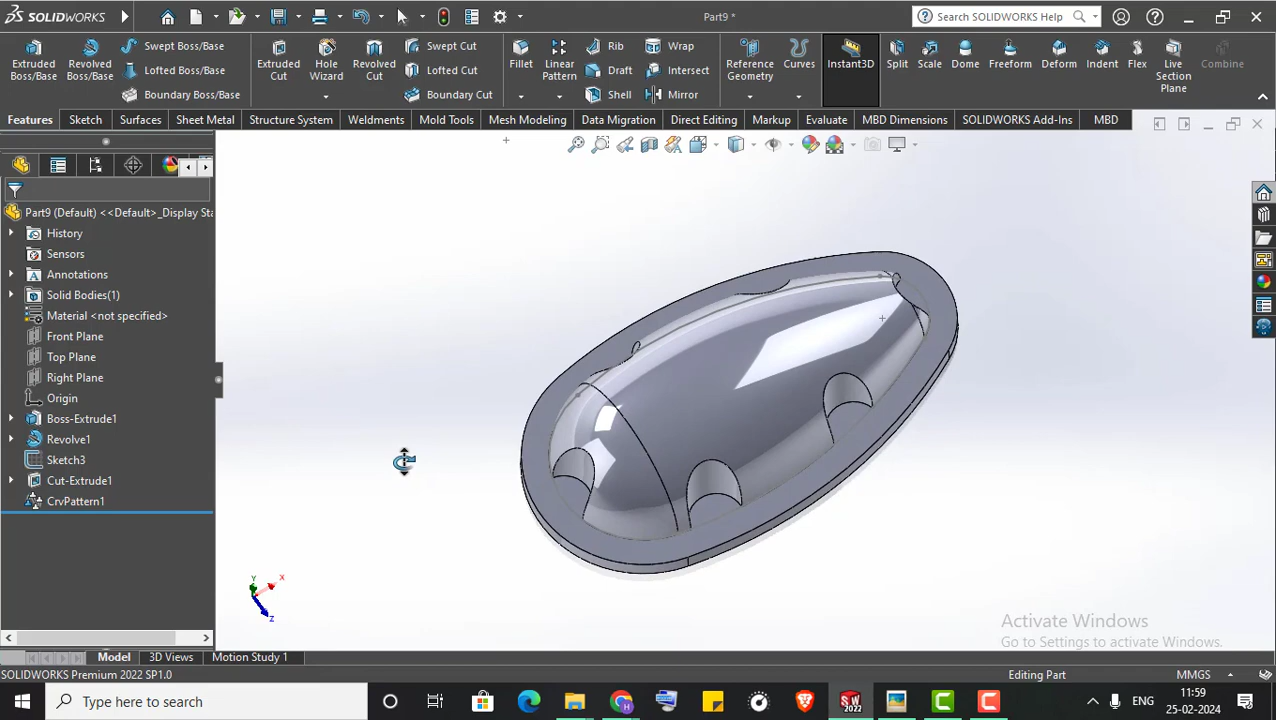 SOLIDWORKS
Part9 *
Search SOLIDWORKS Help
Extruded Boss/Base
Revolved Boss/Base
Swept Boss/Base
Lofted Boss/Base
Boundary Boss/Base
Extruded Cut
Hole Wizard
Revolved Cut
Swept Cut
Lofted Cut
Boundary Cut
Fillet
Linear Pattern
Rib
Draft
Shell
Wrap
Intersect
Mirror
Reference Geometry
Curves
Instant3D
Split
Scale
Dome
Freeform
Deform
Indent
Flex
Live Section Plane
Combine
Features Sketch Surfaces Sheet Metal Structure System Weldments Mold Tools Mesh Modeling Data Migration Direct Editing Markup Evaluate MBD Dimensions SOLIDWORKS Add-Ins MBD
Part9 (Default) <<Default>_Display Sta
History
Sensors
Annotations
Solid Bodies(1)
Material <not specified>
Front Plane
Top Plane
Right Plane
Origin
Boss-Extrude1
Revolve1
Sketch3
Cut-Extrude1
CrvPattern1
Y
X
Z
Activate Windows
Go to Settings to activate Windows.
Model 3D Views Motion Study 1
SOLIDWORKS Premium 2022 SP1.0
Editing Part
MMGS
Type here to search
SW
2022
ENG
11:59
25-02-2024